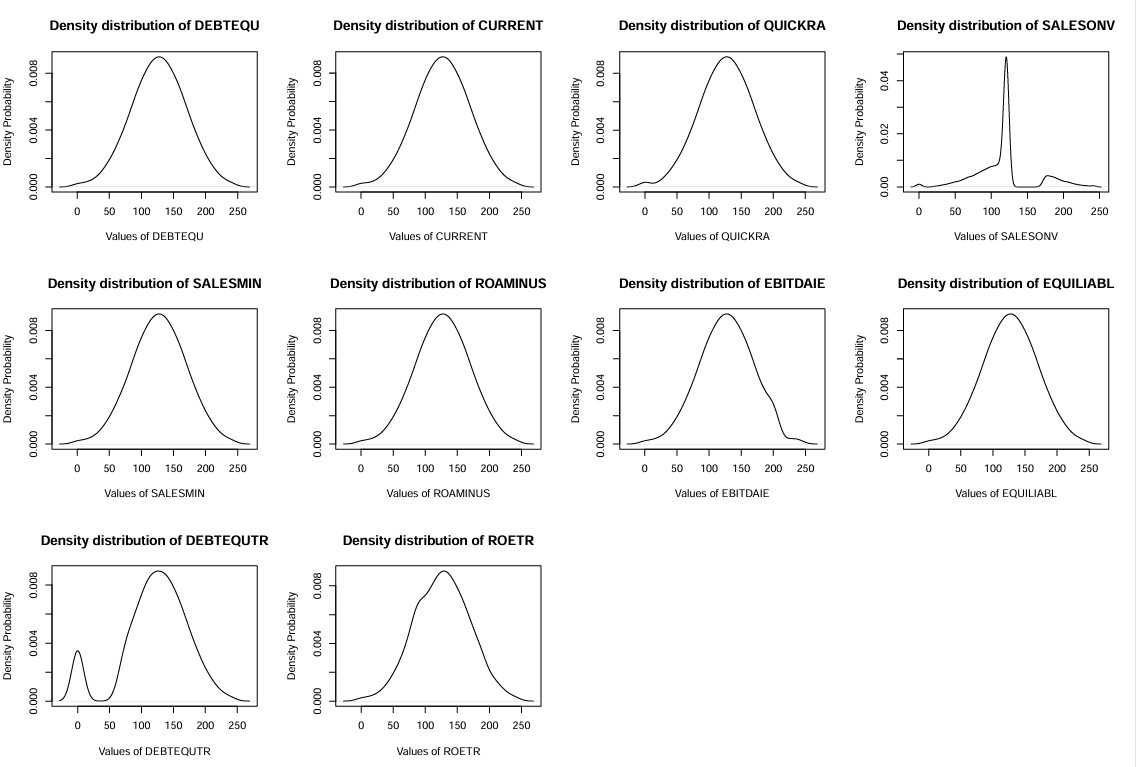 Density distribution of DEBTEQU
Density Probability
0.000 0.004 0.008
0 50 100 150 200 250
Values of DEBTEQU
Density distribution of CURRENT
Density Probability
0.000 0.004 0.008
0 50 100 150 200 250
Values of CURRENT
Density distribution of QUICKRA
Density Probability
0.000 0.004 0.008
0 50 100 150 200 250
Values of QUICKRA
Density distribution of SALESONV
Density Probability
0.00 0.02 0.04
0 50 100 150 200 250
Values of SALESONV
Density distribution of SALESMIN
Density Probability
0.000 0.004 0.008
0 50 100 150 200 250
Values of SALESMIN
Density distribution of ROAMINUS
Density Probability
0.000 0.004 0.008
0 50 100 150 200 250
Values of ROAMINUS
Density distribution of EBITDAIE
Density Probability
0.000 0.004 0.008
0 50 100 150 200 250
Values of EBITDAIE
Density distribution of EQUILIABL
Density Probability
0.000 0.004 0.008
0 50 100 150 200 250
Values of EQUILIABL
Density distribution of DEBTEQUTR
Density Probability
0.000 0.004 0.008
0 50 100 150 200 250
Values of DEBTEQUTR
Density distribution of ROETR
Density Probability
0.000 0.004 0.008
0 50 100 150 200 250
Values of ROETR